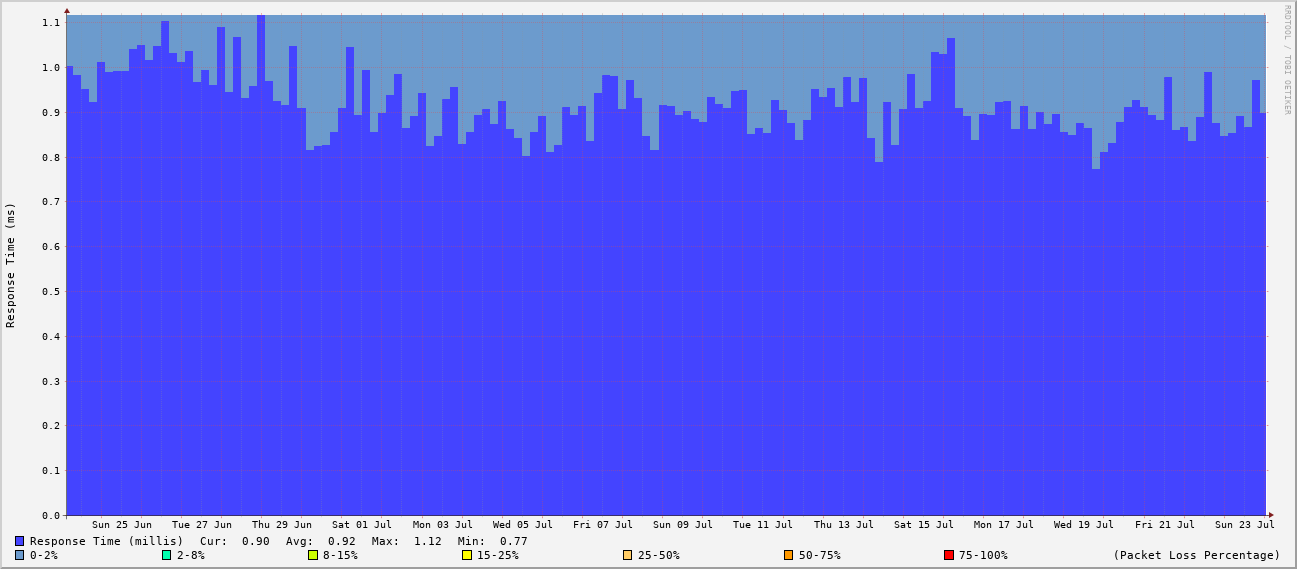 RRDTOOL / TOBI OETIKER
Response Time (ms)
1.1
1.0
0.9
0.8
0.7
0.6
0.5
0.4
0.3
0.2
0.1
0.0
Sun 25 Jun Tue 27 Jun Thu 29 Jun Sat 01 Jul Mon 03 Jul Wed 05 Jul Fri 07 Jul Sun 09 Jul Tue 11 Jul Thu 13 Jul Sat 15 Jul Mon 17 Jul Wed 19 Jul Fri 21 Jul Sun 23 Jul
Response Time (millis) Cur: 0.90 Avg: 0.92 Max: 1.12 Min: 0.77
0-2% 2-8% 8-15% 15-25% 25-50% 50-75% 75-100% (Packet Loss Percentage)